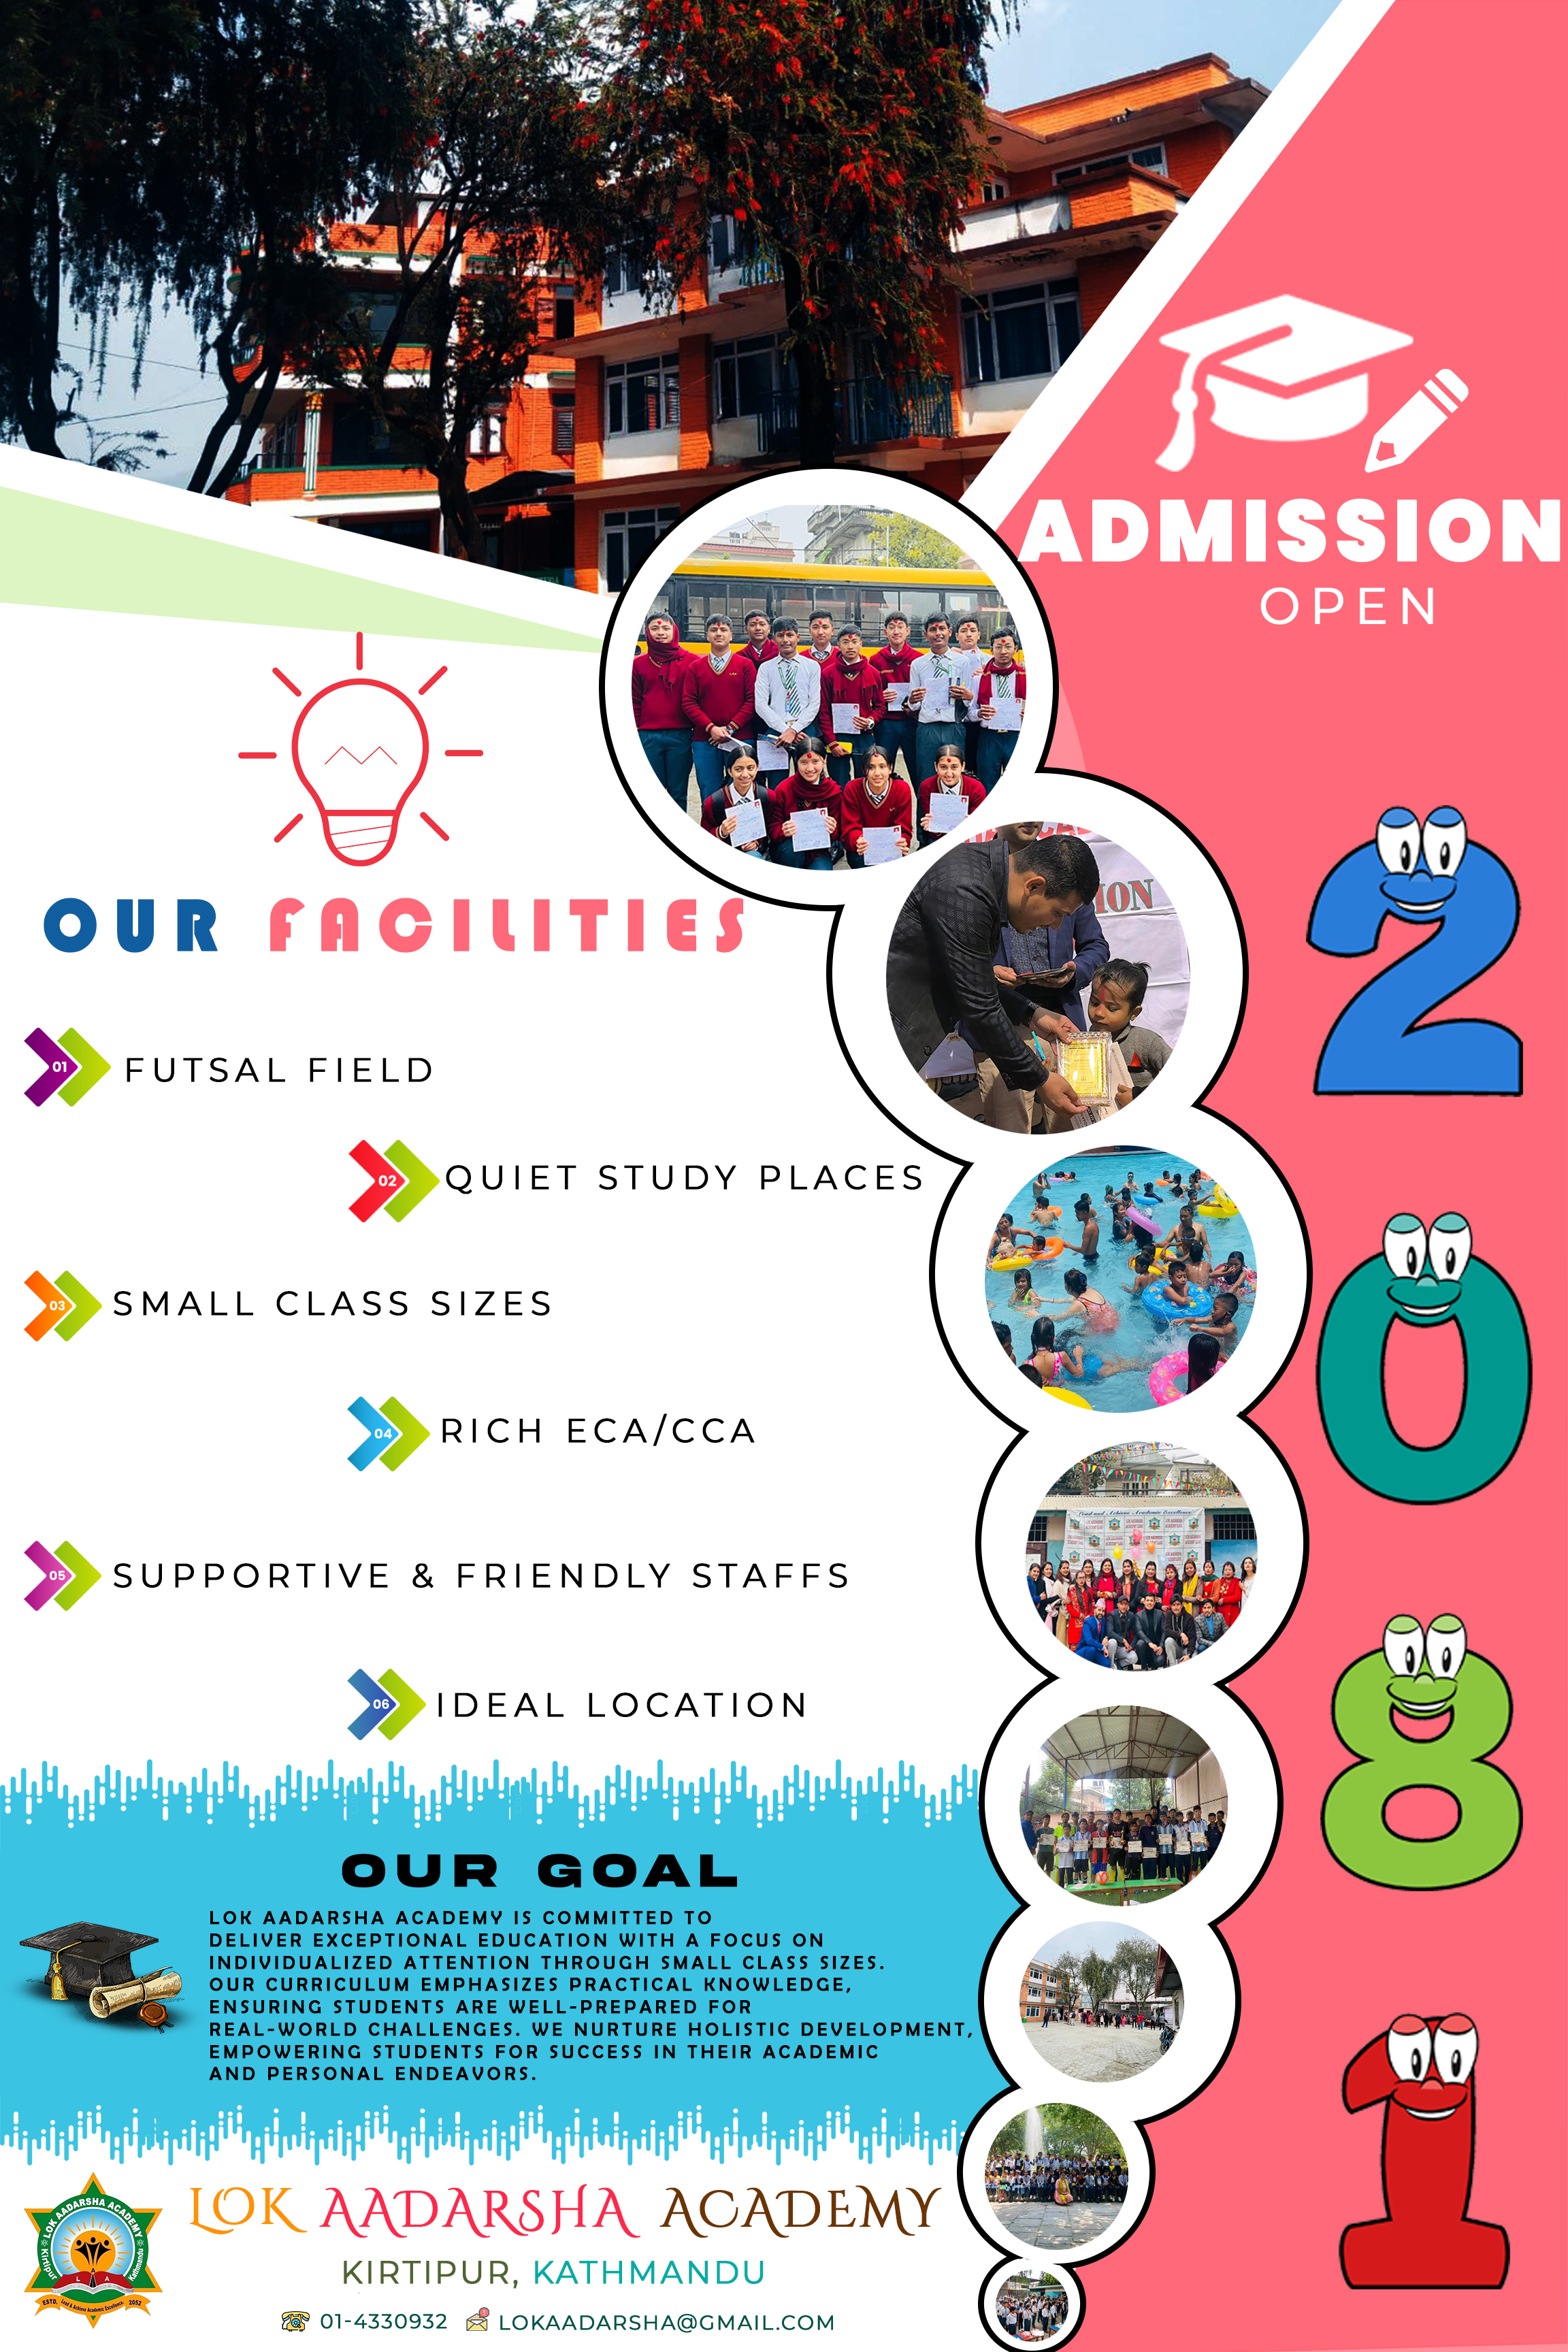 ADMISSION
OPEN
2
0
8
1
OUR FACILITIES
01 FUTSAL FIELD
02 QUIET STUDY PLACES
03 SMALL CLASS SIZES
04 RICH ECA/CCA
05 SUPPORTIVE & FRIENDLY STAFFS
06 IDEAL LOCATION
OUR GOAL
LOK AADARSHA ACADEMY IS COMMITTED TO
DELIVER EXCEPTIONAL EDUCATION WITH A FOCUS ON
INDIVIDUALIZED ATTENTION THROUGH SMALL CLASS SIZES.
OUR CURRICULUM EMPHASIZES PRACTICAL KNOWLEDGE,
ENSURING STUDENTS ARE WELL-PREPARED FOR
REAL-WORLD CHALLENGES. WE NURTURE HOLISTIC DEVELOPMENT,
EMPOWERING STUDENTS FOR SUCCESS IN THEIR ACADEMIC
AND PERSONAL ENDEAVORS.
LOK AADARSHA ACADEMY
Kirtipur
Kathmandu
L A A
ESTD. Lead & Achieve Academic Excellence 2052
LOK AADARSHA ACADEMY
KIRTIPUR, KATHMANDU
01-4330932 LOKAADARSHA@GMAIL.COM